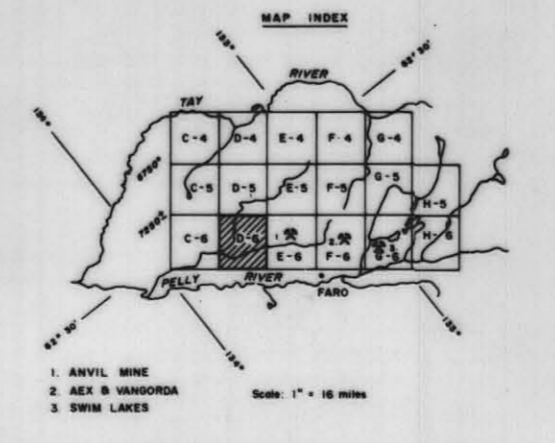 MAP INDEX
133°
62° 30'
RIVER
TAY
134°
C-4 D-4 E-4 F-4 G-4
6750°
C-5 D-5 E-5 F-5 G-5 H-5
7250°
C-6 D-6 1. E-6 2. F-6 3. G-6 H-6
PELLY RIVER
FARO
62° 30'
134°
133°
1. ANVIL MINE
2. AEX & VANGORDA
3 SWIM LAKES
Scale: 1" = 16 miles